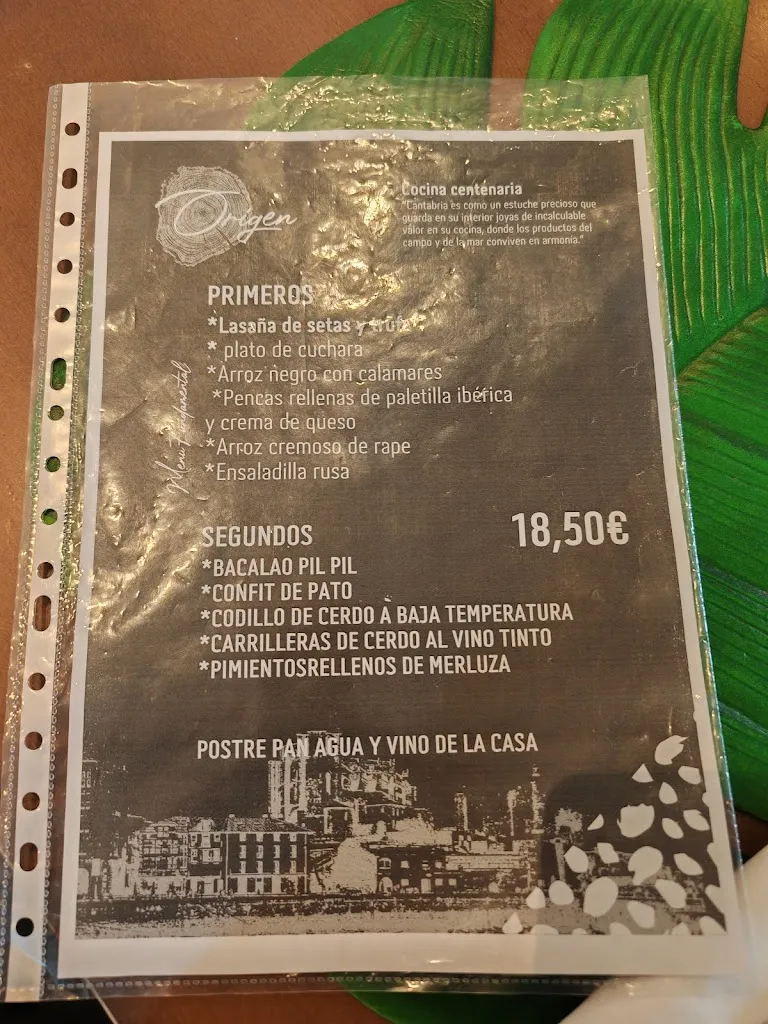 Origen
Cocina centenaria
"Cantabria es como un estuche precioso que
guarda en su interior joyas de incalculable
valor en su cocina, donde los productos del
campo y de la mar conviven en armonía."
PRIMEROS
*Lasaña de setas y
* plato de cuchara
*Arroz negro con calamares
*Pencas rellenas de paletilla ibérica
y crema de queso
*Arroz cremoso de rape
*Ensaladilla rusa
Menú Fundamental
SEGUNDOS
18,50€
*BACALAO PIL PIL
*CONFIT DE PATO
*CODILLO DE CERDO A BAJA TEMPERATURA
*CARRILLERAS DE CERDO AL VINO TINTO
*PIMIENTOSRELLENOS DE MERLUZA
POSTRE PAN AGUA Y VINO DE LA CASA